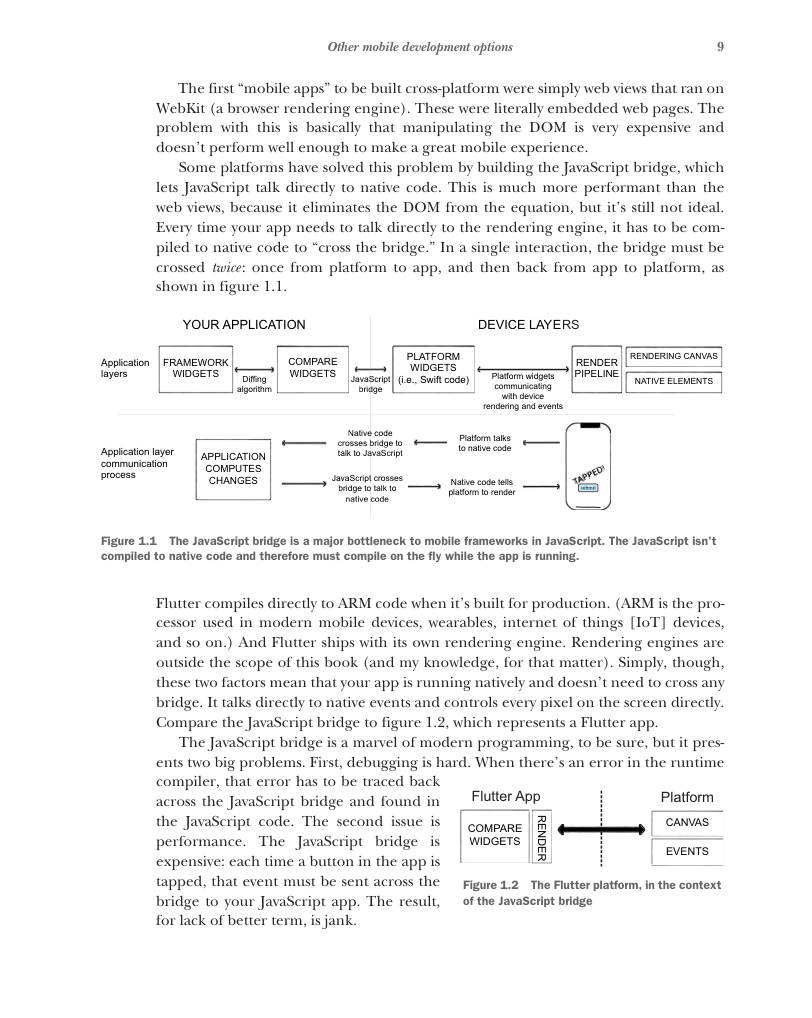 Other mobile development options
9
The first “mobile apps” to be built cross-platform were simply web views that ran on
WebKit (a browser rendering engine). These were literally embedded web pages. The
problem with this is basically that manipulating the DOM is very expensive and
doesn’t perform well enough to make a great mobile experience.
Some platforms have solved this problem by building the JavaScript bridge, which
lets JavaScript talk directly to native code. This is much more performant than the
web views, because it eliminates the DOM from the equation, but it’s still not ideal.
Every time your app needs to talk directly to the rendering engine, it has to be com-
piled to native code to “cross the bridge.” In a single interaction, the bridge must be
crossed twice: once from platform to app, and then back from app to platform, as
shown in figure 1.1.
YOUR APPLICATION
DEVICE LAYERS
Application
layers
FRAMEWORK
WIDGETS
Diffing
algorithm
COMPARE
WIDGETS
JavaScript
bridge
PLATFORM
WIDGETS
(i.e., Swift code)
Platform widgets
communicating
with device
rendering and events
RENDER
PIPELINE
RENDERING CANVAS
NATIVE ELEMENTS
Application layer
communication
process
APPLICATION
COMPUTES
CHANGES
Native code
crosses bridge to
talk to JavaScript
Platform talks
to native code
JavaScript crosses
bridge to talk to
native code
Native code tells
platform to render
TAPPED!
submit
Figure 1.1 The JavaScript bridge is a major bottleneck to mobile frameworks in JavaScript. The JavaScript isn’t
compiled to native code and therefore must compile on the fly while the app is running.
Flutter compiles directly to ARM code when it’s built for production. (ARM is the pro-
cessor used in modern mobile devices, wearables, internet of things [IoT] devices,
and so on.) And Flutter ships with its own rendering engine. Rendering engines are
outside the scope of this book (and my knowledge, for that matter). Simply, though,
these two factors mean that your app is running natively and doesn’t need to cross any
bridge. It talks directly to native events and controls every pixel on the screen directly.
Compare the JavaScript bridge to figure 1.2, which represents a Flutter app.
The JavaScript bridge is a marvel of modern programming, to be sure, but it pres-
ents two big problems. First, debugging is hard. When there’s an error in the runtime
compiler, that error has to be traced back
across the JavaScript bridge and found in
the JavaScript code. The second issue is
performance. The JavaScript bridge is
expensive: each time a button in the app is
tapped, that event must be sent across the
bridge to your JavaScript app. The result,
for lack of better term, is jank.
Flutter App
Platform
COMPARE
WIDGETS
RENDER
CANVAS
EVENTS
Figure 1.2 The Flutter platform, in the context
of the JavaScript bridge